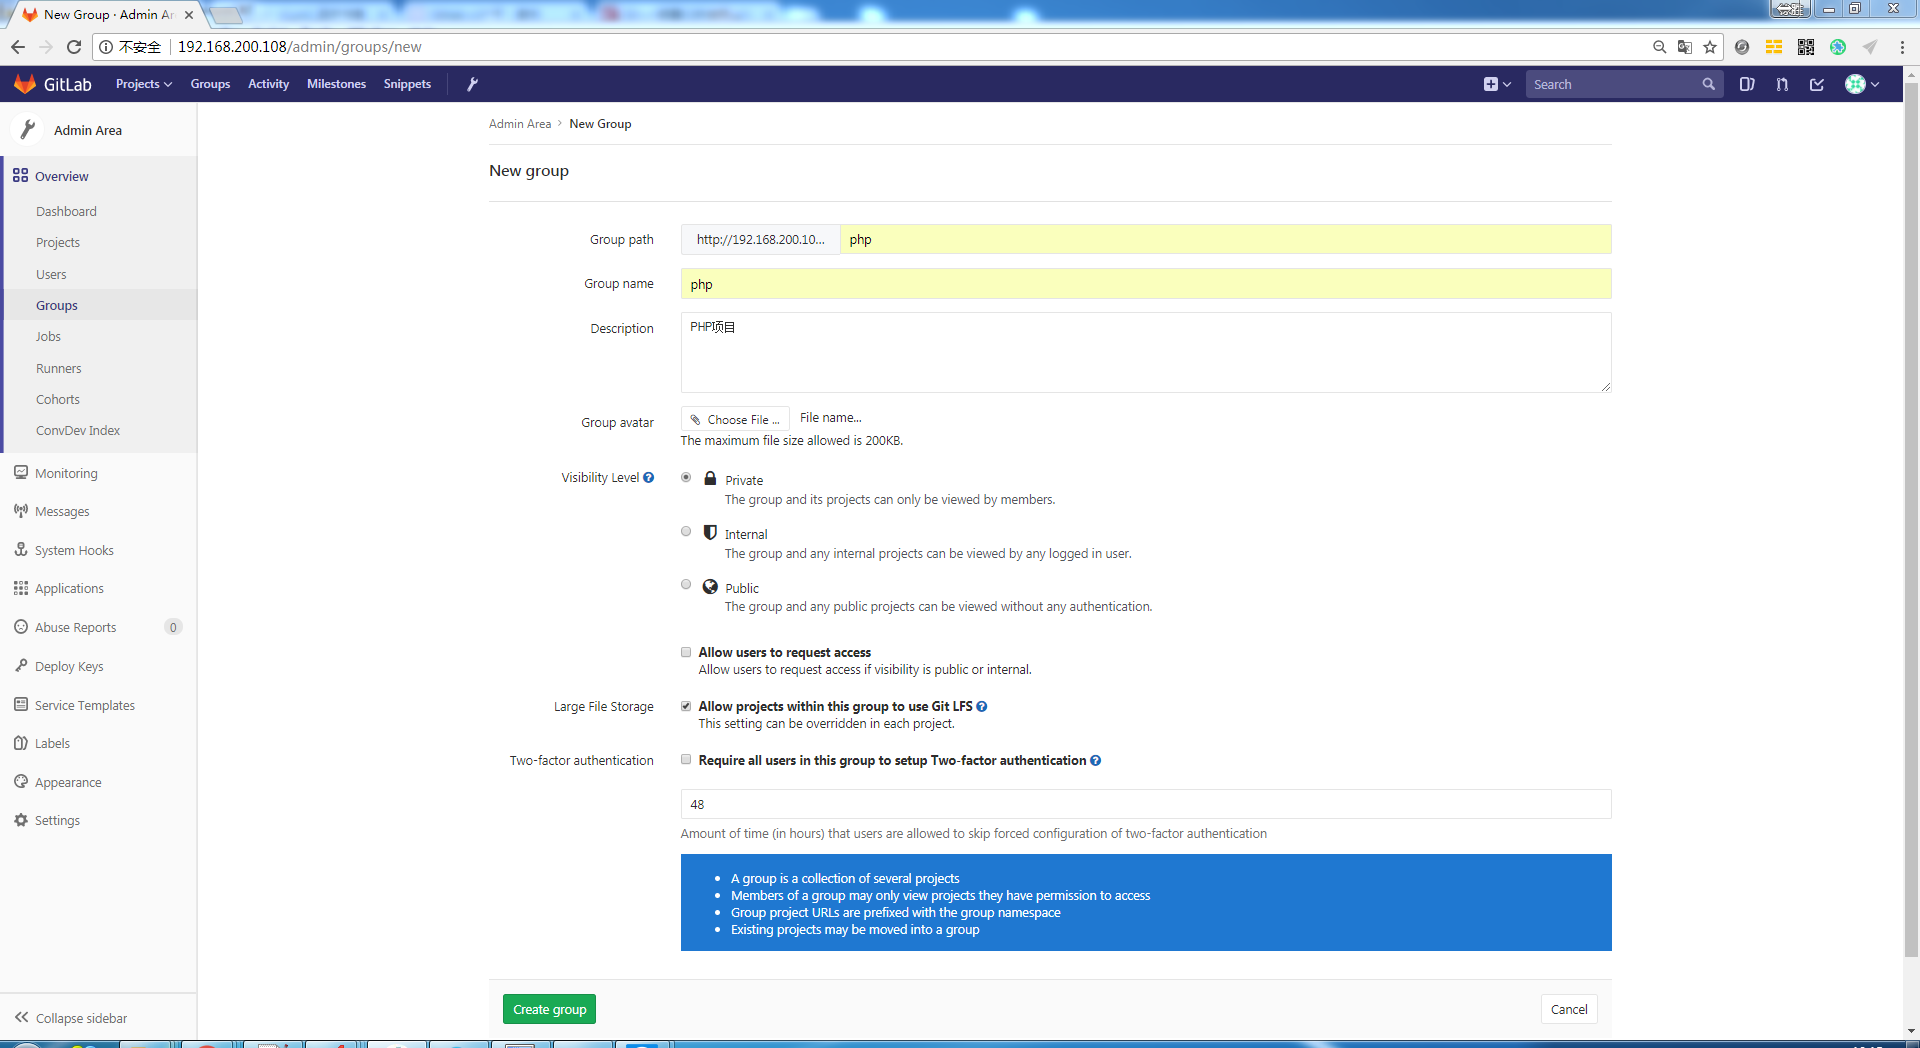 New Group · Admin Ar
不安全 192.168.200.108/admin/groups/new
GitLab Projects Groups Activity Milestones Snippets Search
Admin Area
Overview
Dashboard
Projects
Users
Groups
Jobs
Runners
Cohorts
ConvDev Index
Monitoring
Messages
System Hooks
Applications
Abuse Reports 0
Deploy Keys
Service Templates
Labels
Appearance
Settings
Collapse sidebar
Admin Area > New Group
New group
Group path http://192.168.200.10... php
Group name php
Description PHP项目
Group avatar Choose File ... File name...
The maximum file size allowed is 200KB.
Visibility Level Private
The group and its projects can only be viewed by members.
Internal
The group and any internal projects can be viewed by any logged in user.
Public
The group and any public projects can be viewed without any authentication.
Allow users to request access
Allow users to request access if visibility is public or internal.
Large File Storage Allow projects within this group to use Git LFS
This setting can be overridden in each project.
Two-factor authentication Require all users in this group to setup Two-factor authentication
48
Amount of time (in hours) that users are allowed to skip forced configuration of two-factor authentication
• A group is a collection of several projects
• Members of a group may only view projects they have permission to access
• Group project URLs are prefixed with the group namespace
• Existing projects may be moved into a group
Create group Cancel